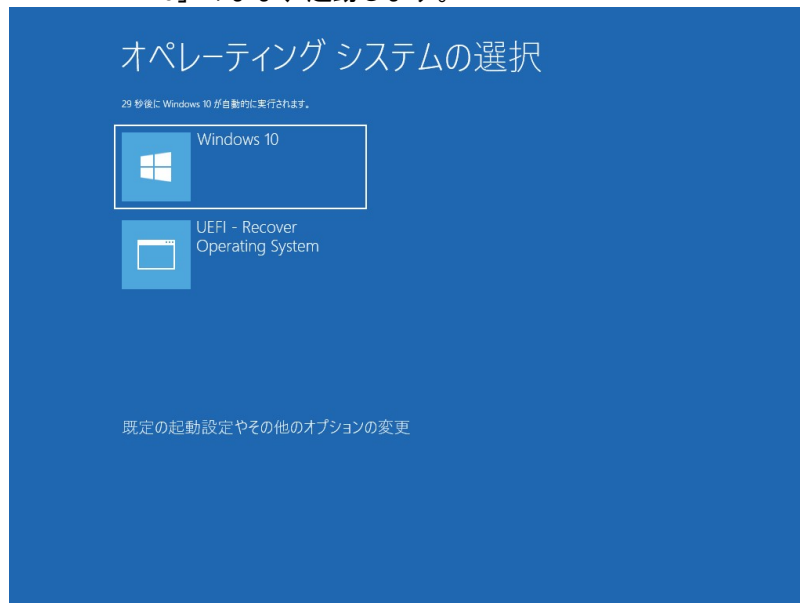 オペレーティング システムの選択
29 秒後に Windows 10 が自動的に実行されます。
Windows 10
UEFI - Recover
Operating System
既定の起動設定やその他のオプションの変更